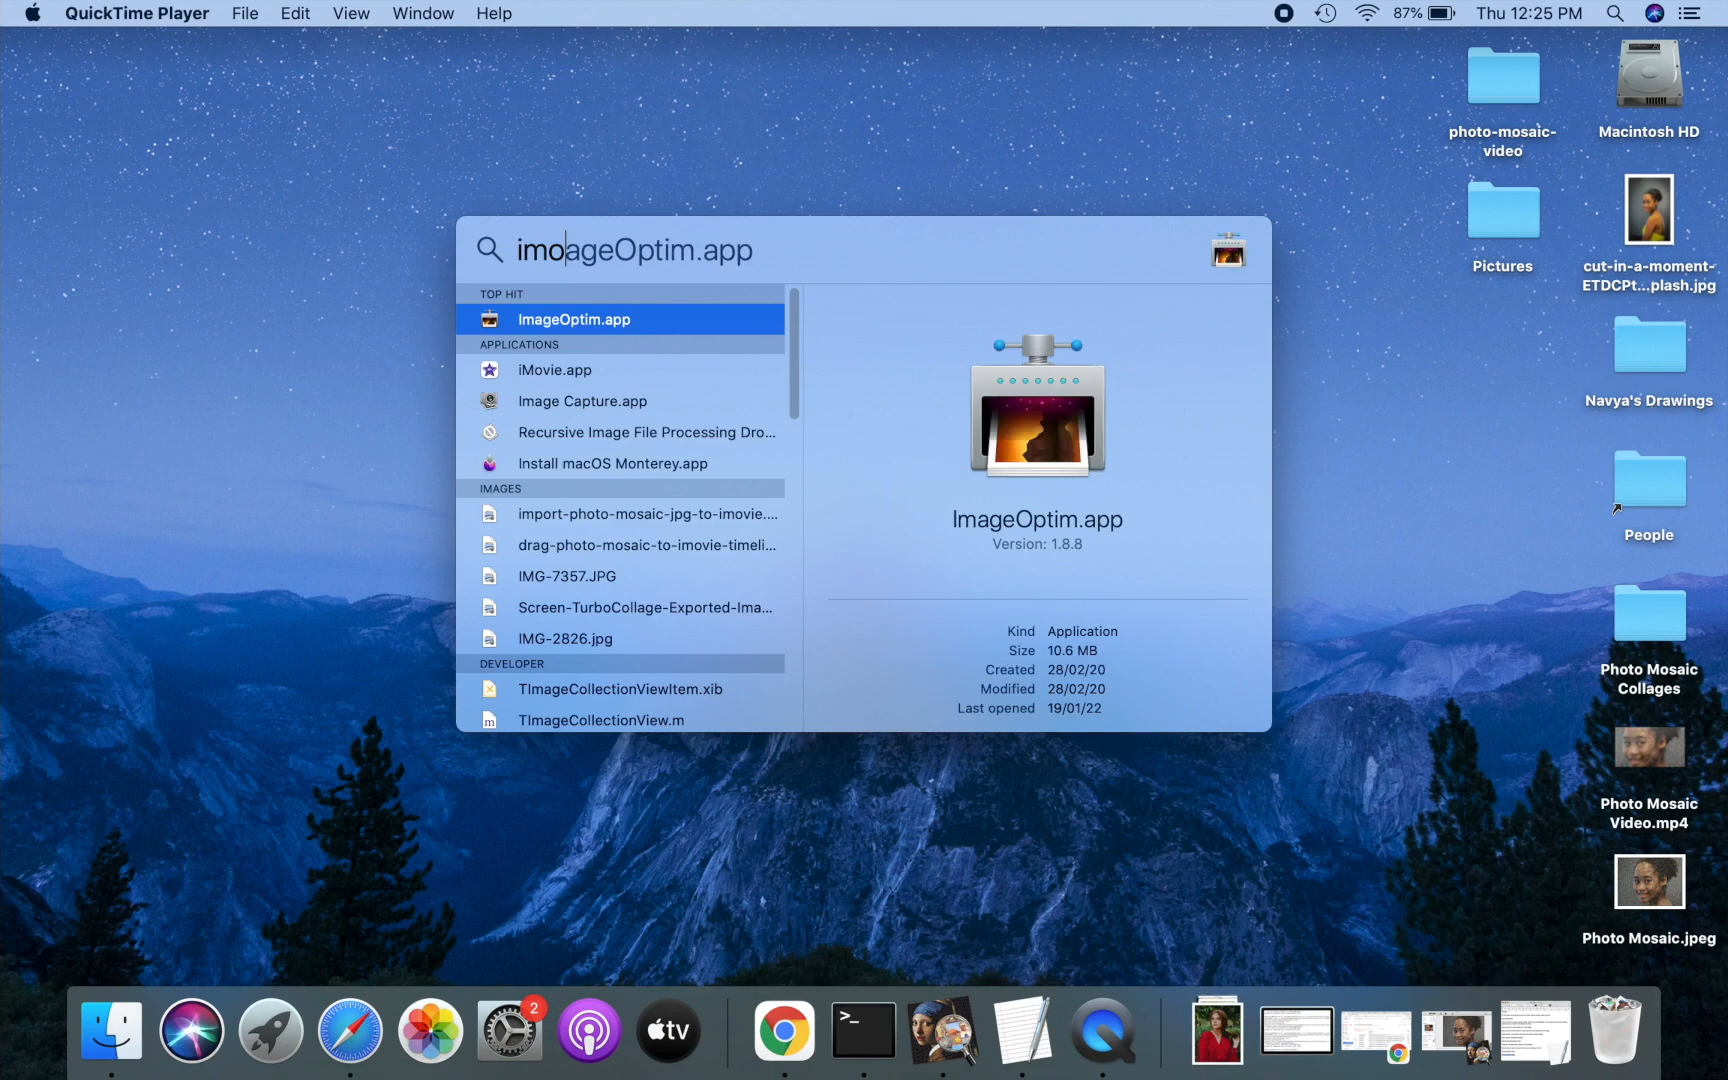 QuickTime Player File Edit View Window Help 87% Thu 12:25 PM
imoageOptim.app
TOP HIT
ImageOptim.app
APPLICATIONS
iMovie.app
Image Capture.app
Recursive Image File Processing Dro...
Install macOS Monterey.app
IMAGES
import-photo-mosaic-jpg-to-imovie....
drag-photo-mosaic-to-imovie-timeli...
IMG-7357.JPG
Screen-TurboCollage-Exported-Ima...
IMG-2826.jpg
DEVELOPER
TImageCollectionViewItem.xib
TImageCollectionView.m
ImageOptim.app
Version: 1.8.8
Kind Application
Size 10.6 MB
Created 28/02/20
Modified 28/02/20
Last opened 19/01/22
photo-mosaic-
video
Macintosh HD
Pictures
cut-in-a-moment-
ETDCPt...plash.jpg
Navya's Drawings
People
Photo Mosaic
Collages
Photo Mosaic
Video.mp4
Photo Mosaic.jpeg
2
tv
>_